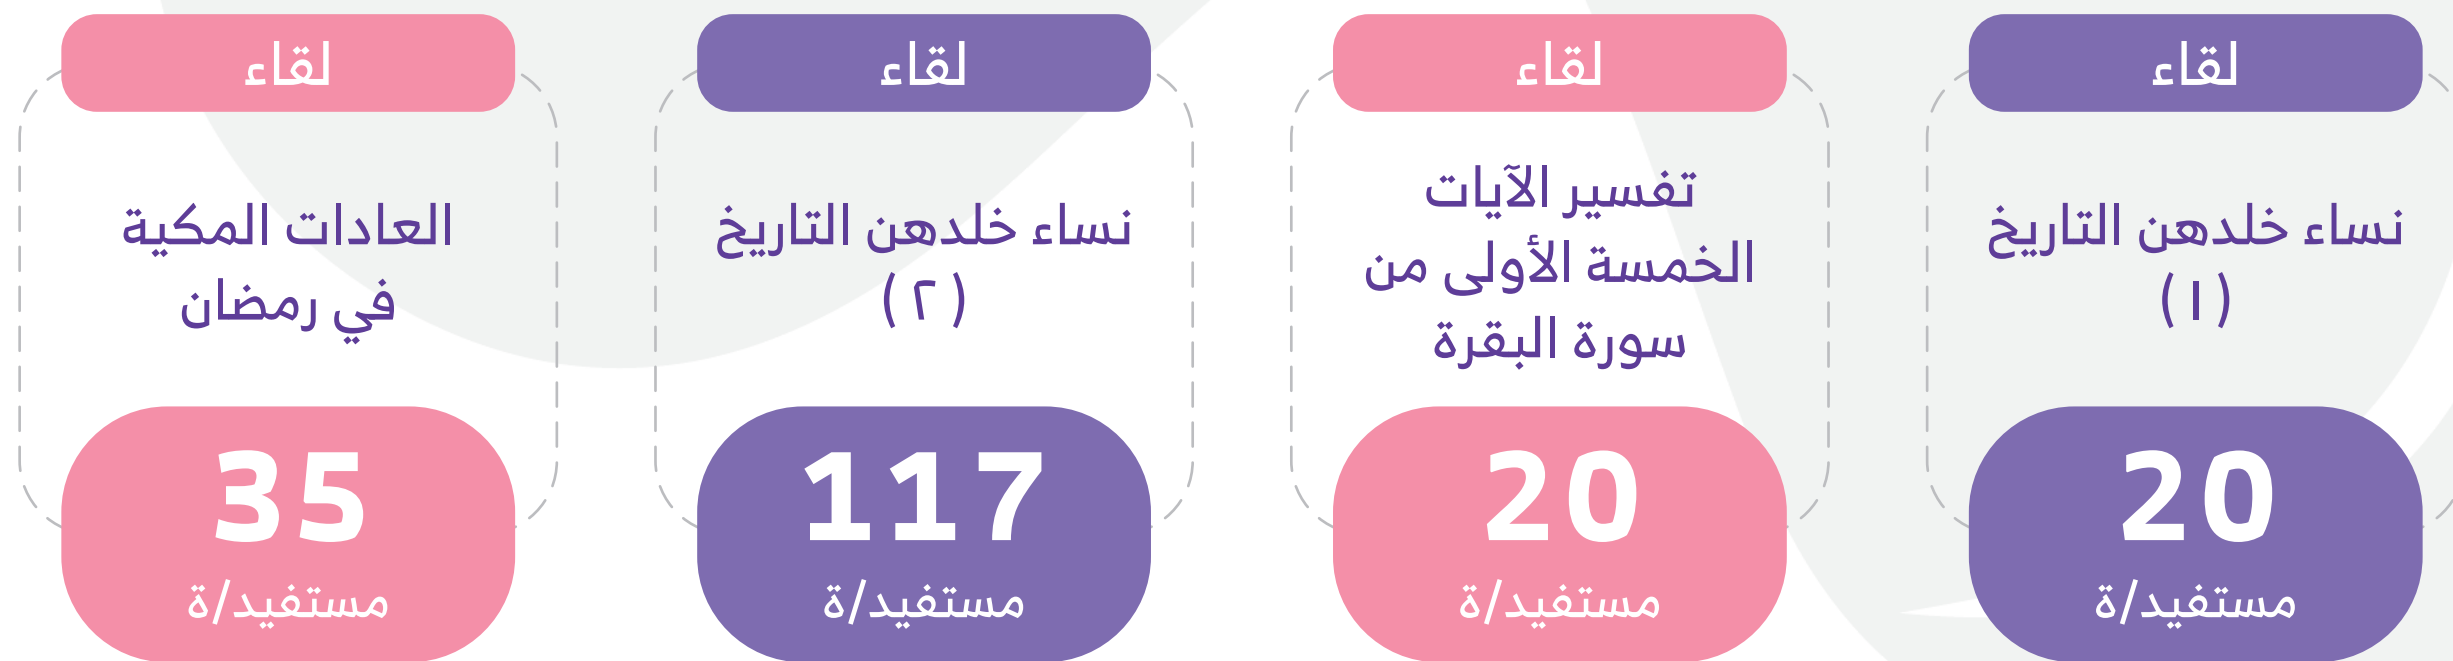 لقاء
نساء خلدهن التاريخ
(١)
20
مستفيد/ة
لقاء
تفسير الآيات
الخمسة الأولى من
سورة البقرة
20
مستفيد/ة
لقاء
نساء خلدهن التاريخ
(٢)
117
مستفيد/ة
لقاء
العادات المكية
في رمضان
35
مستفيد/ة